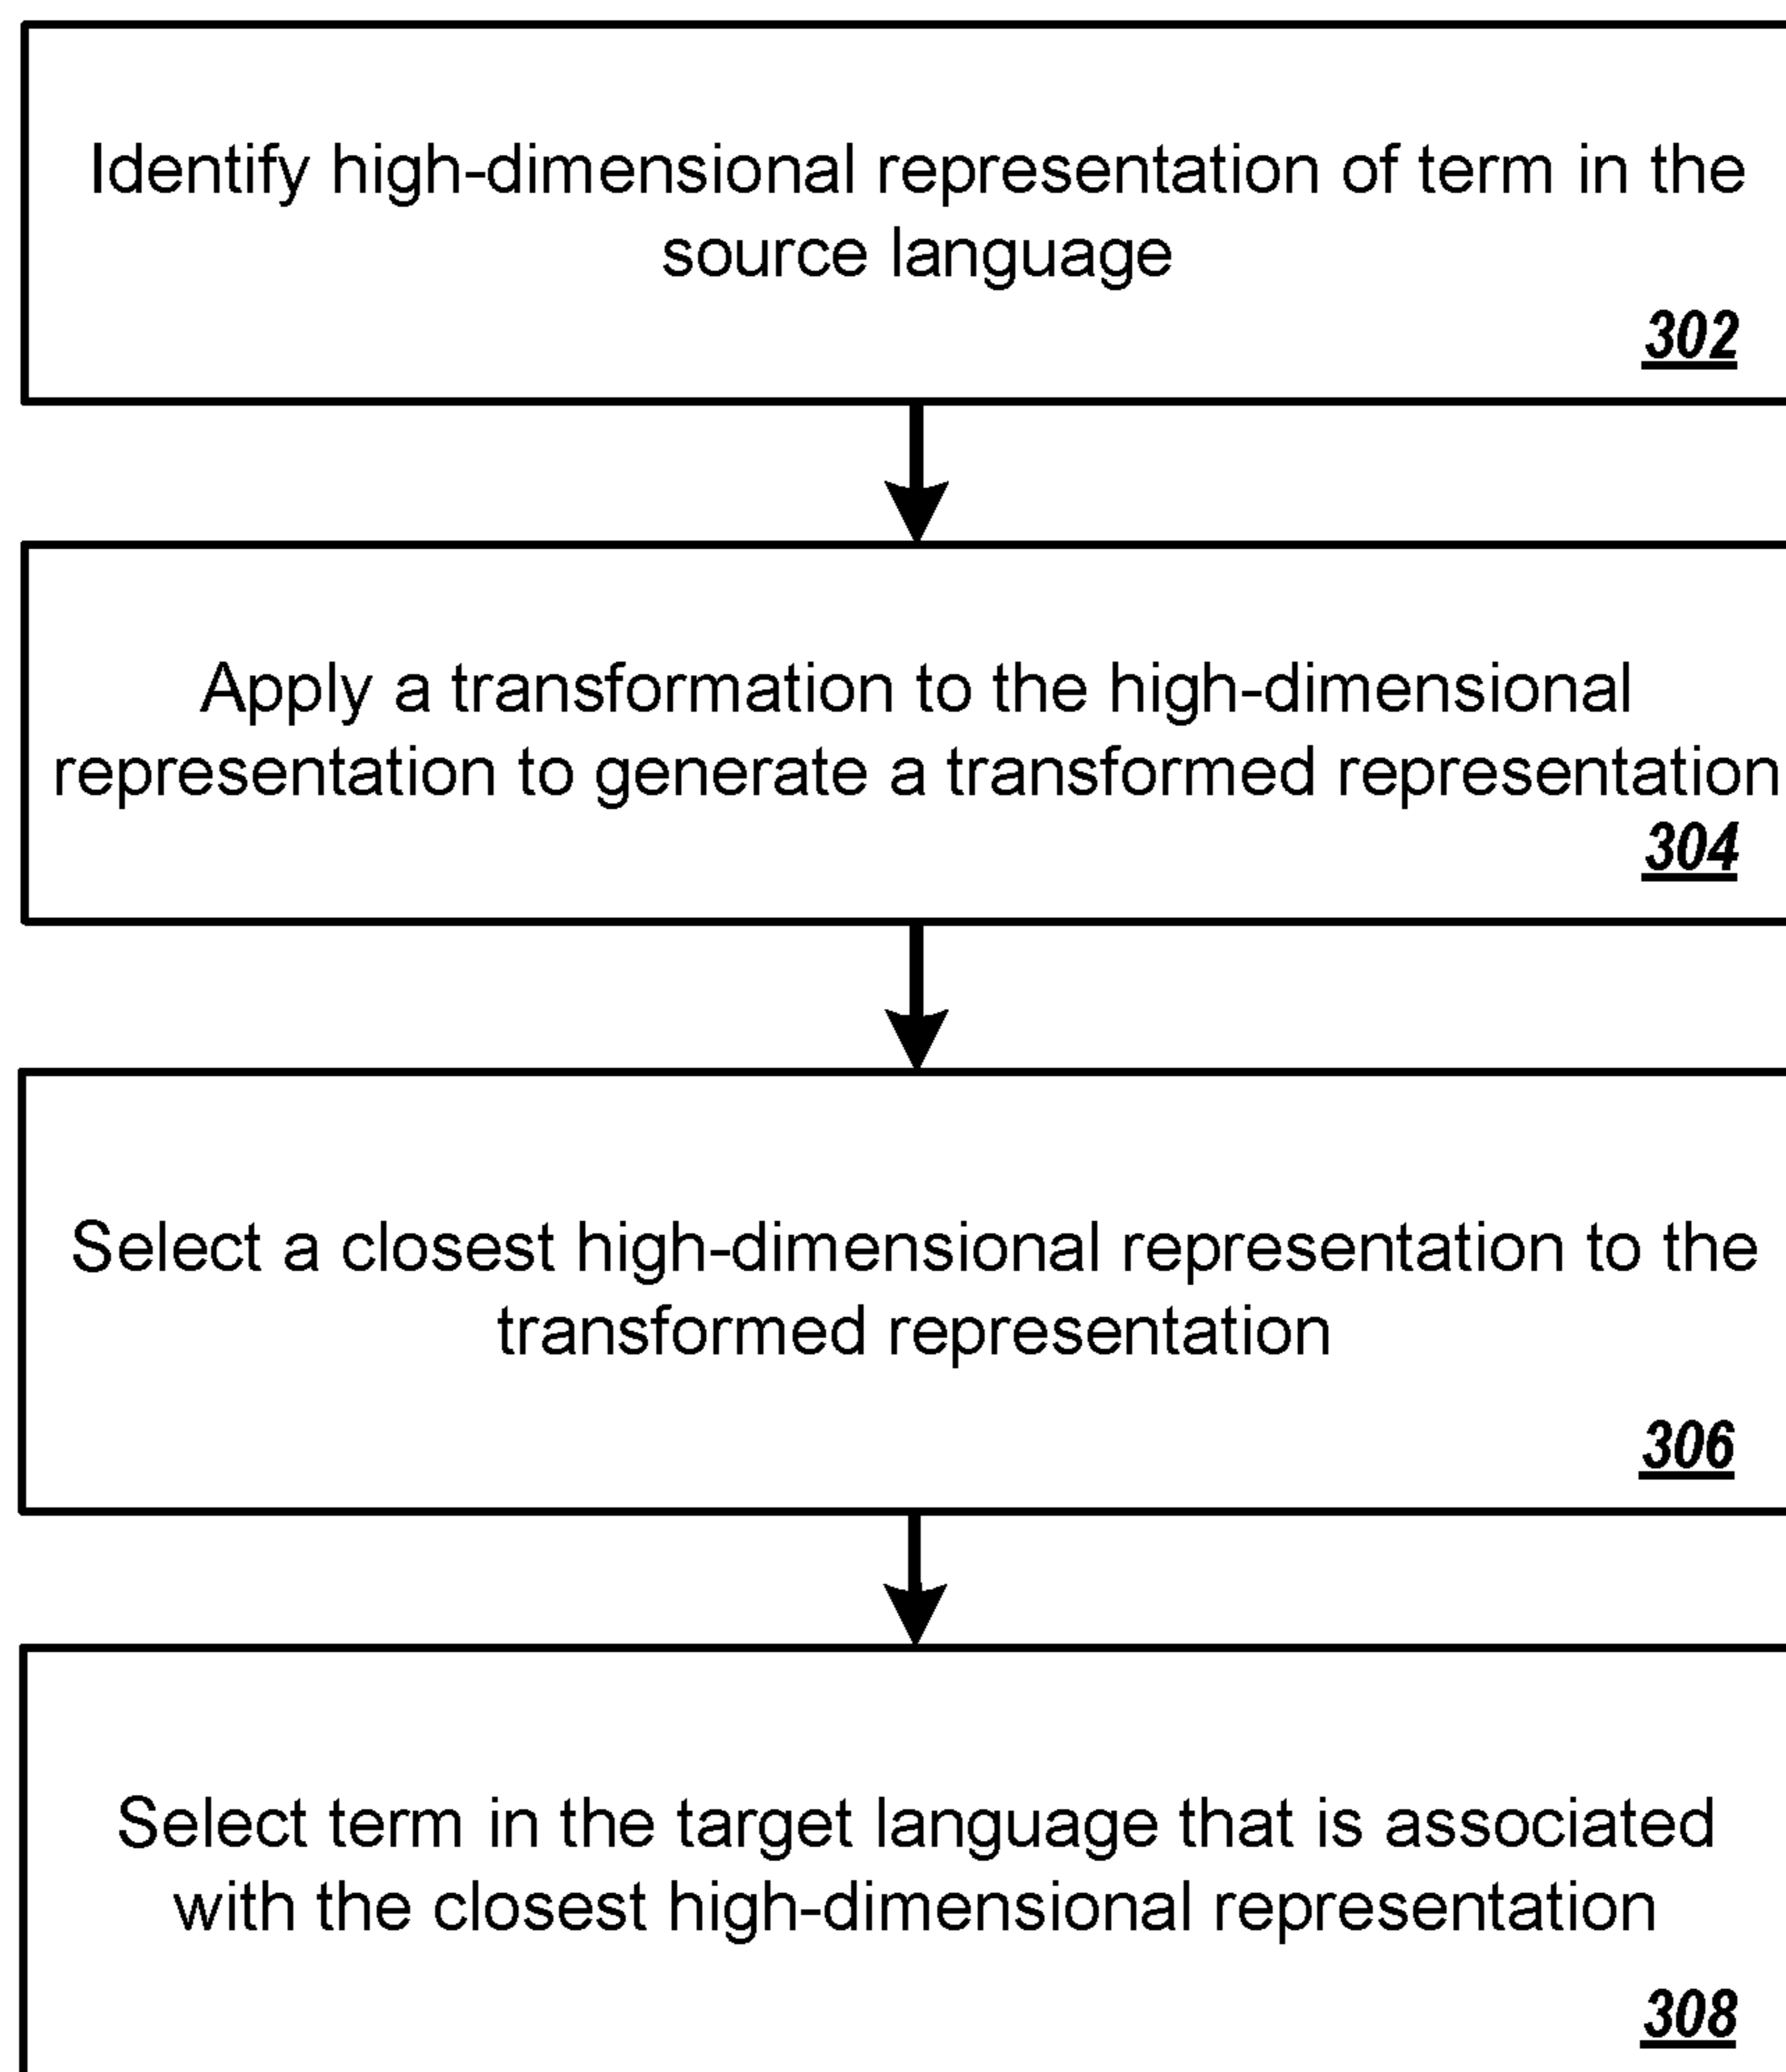 Identify high-dimensional representation of term in the
source language
302
Apply a transformation to the high-dimensional
representation to generate a transformed representation
304
Select a closest high-dimensional representation to the
transformed representation
306
Select term in the target language that is associated
with the closest high-dimensional representation
308